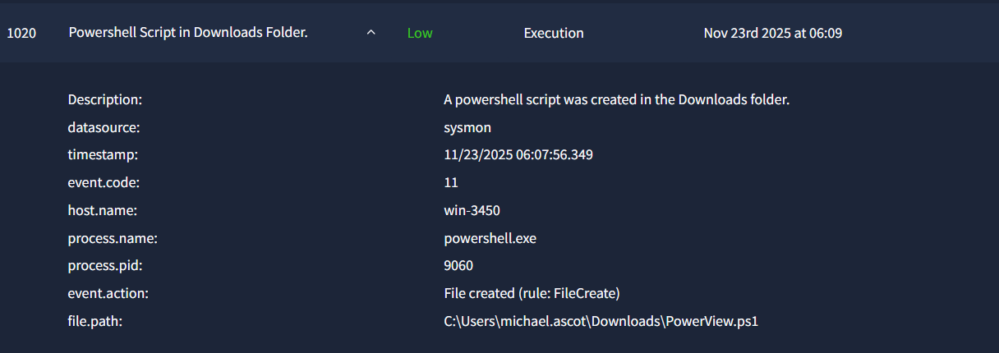 1020 Powershell Script in Downloads Folder. Low Execution Nov 23rd 2025 at 06:09
Description: A powershell script was created in the Downloads folder.
datasource: sysmon
timestamp: 11/23/2025 06:07:56.349
event.code: 11
host.name: win-3450
process.name: powershell.exe
process.pid: 9060
event.action: File created (rule: FileCreate)
file.path: C:\Users\michael.ascot\Downloads\PowerView.ps1